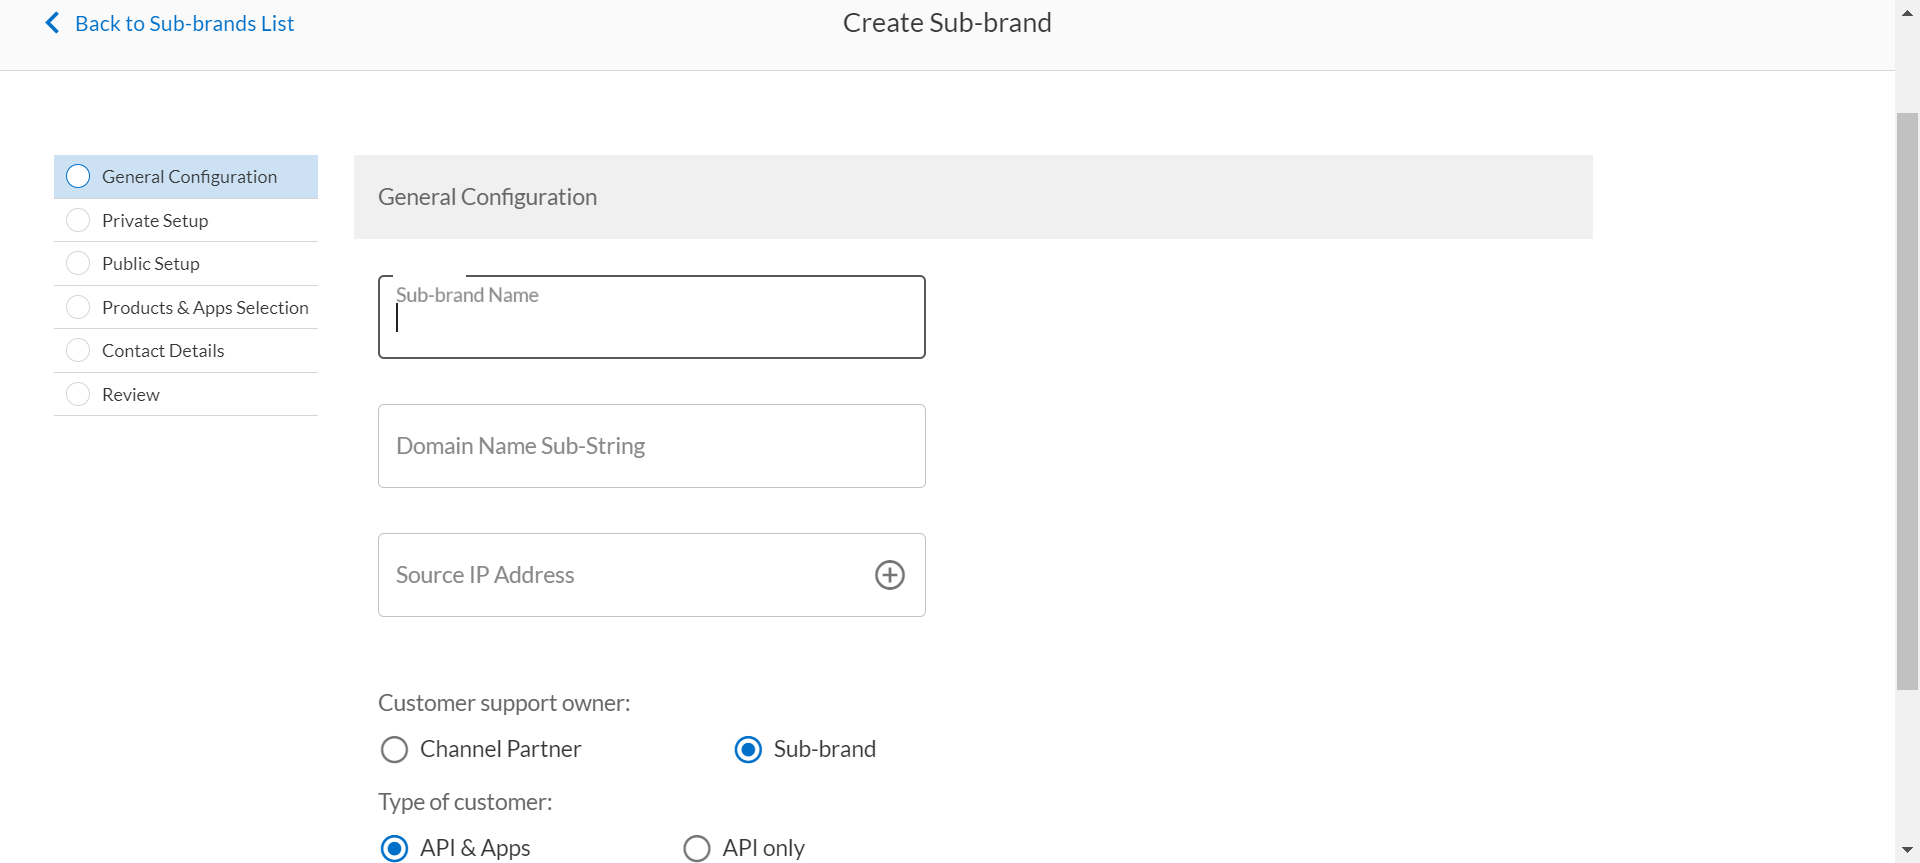 Back to Sub-brands List
Create Sub-brand
General Configuration
Private Setup
Public Setup
Products & Apps Selection
Contact Details
Review
General Configuration
Sub-brand Name
Domain Name Sub-String
Source IP Address
Customer support owner:
Channel Partner
Sub-brand
Type of customer:
API & Apps
API only